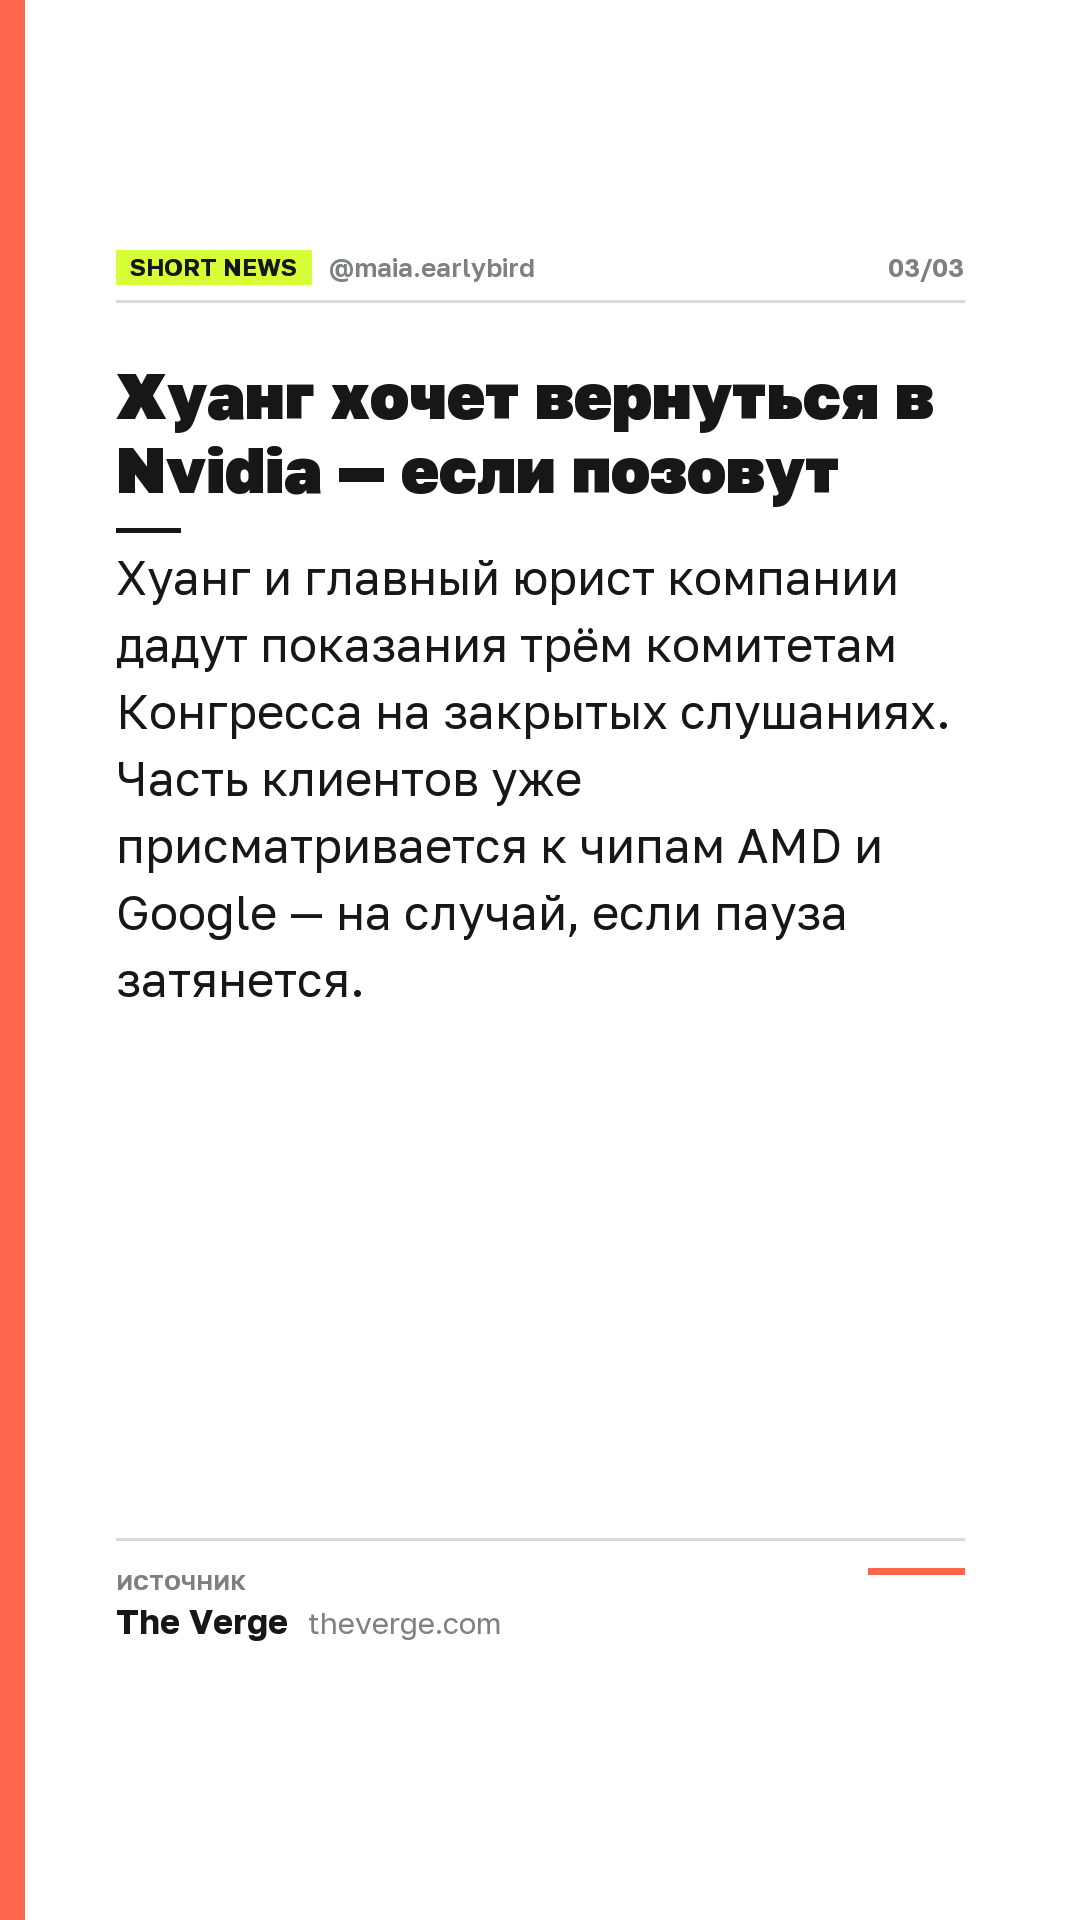 SHORT NEWS @maia.earlybird 03/03
Хуанг хочет вернуться в
Nvidia — если позовут
Хуанг и главный юрист компании
дадут показания трём комитетам
Конгресса на закрытых слушаниях.
Часть клиентов уже
присматривается к чипам AMD и
Google — на случай, если пауза
затянется.
источник
The Verge theverge.com